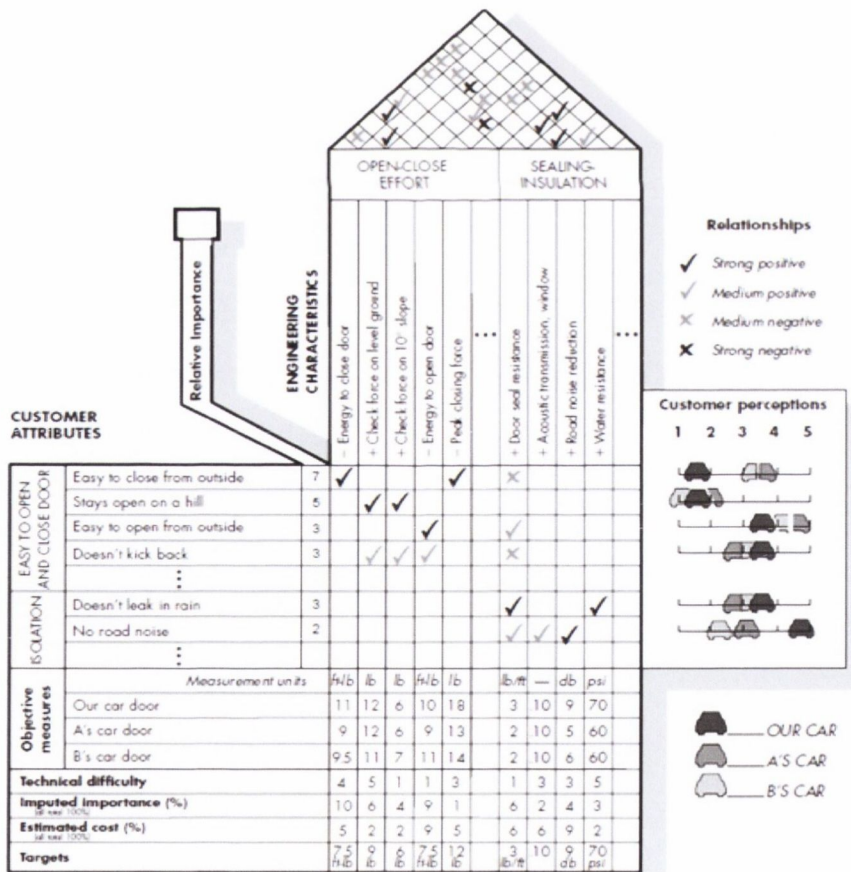 OPEN-CLOSE EFFORT
SEALING-INSULATION
Relative Importance
ENGINEERING CHARACTERISTICS
– Energy to close door
+ Check force on level ground
+ Check force on 10° slope
– Energy to open door
– Peak closing force
...
+ Door seal resistance
+ Acoustic transmission, window
+ Road noise reduction
+ Water resistance
...
Relationships
Strong positive
Medium positive
Medium negative
Strong negative
CUSTOMER ATTRIBUTES
Customer perceptions
1 2 3 4 5
EASY TO OPEN AND CLOSE DOOR
Easy to close from outside 7
Stays open on a hill 5
Easy to open from outside 3
Doesn't kick back 3
ISOLATION
Doesn't leak in rain 3
No road noise 2
Objective measures
Measurement units ft-lb lb lb ft-lb lb lb/ft — db psi
Our car door 11 12 6 10 18 3 10 9 70
A's car door 9 12 6 9 13 2 10 5 60
B's car door 9.5 11 7 11 14 2 10 6 60
Technical difficulty 4 5 1 1 3 1 3 3 5
Imputed importance (%) 10 6 4 9 1 6 2 4 3
(all total 100%)
Estimated cost (%) 5 2 2 9 5 6 6 9 2
(all total 100%)
Targets 7.5 ft-lb 9 lb 6 lb 7.5 ft-lb 12 lb 3 lb/ft 10 9 db 70 psi
OUR CAR
A'S CAR
B'S CAR